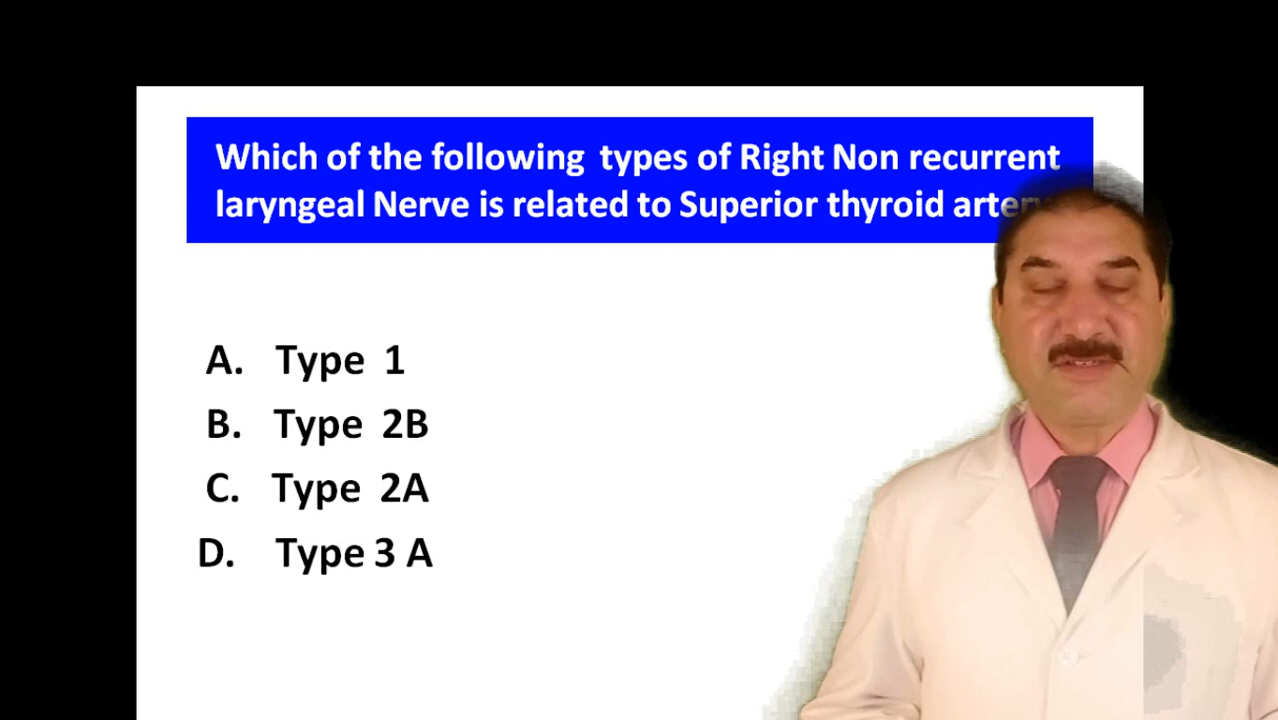 Which of the following types of Right Non recurrent
laryngeal Nerve is related to Superior thyroid
A. Type 1
B. Type 2B
C. Type 2A
D. Type 3 A